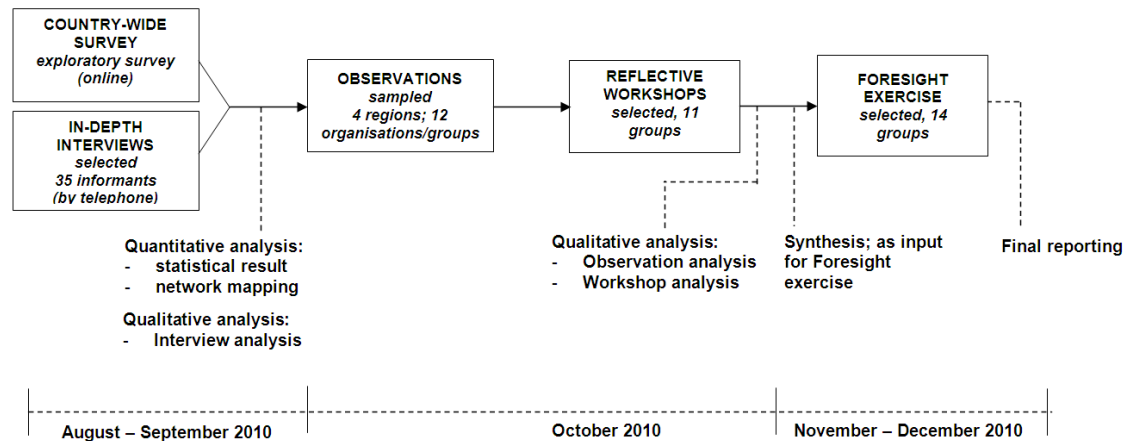 COUNTRY-WIDE
SURVEY
exploratory survey
(online)
IN-DEPTH
INTERVIEWS
selected
35 informants
(by telephone)
OBSERVATIONS
sampled
4 regions; 12
organisations/groups
REFLECTIVE
WORKSHOPS
selected, 11
groups
FORESIGHT
EXERCISE
selected, 14
groups
Quantitative analysis:
- statistical result
- network mapping
Qualitative analysis:
- Interview analysis
Qualitative analysis:
- Observation analysis
- Workshop analysis
Synthesis; as input
for Foresight
exercise
Final reporting
August – September 2010
October 2010
November – December 2010